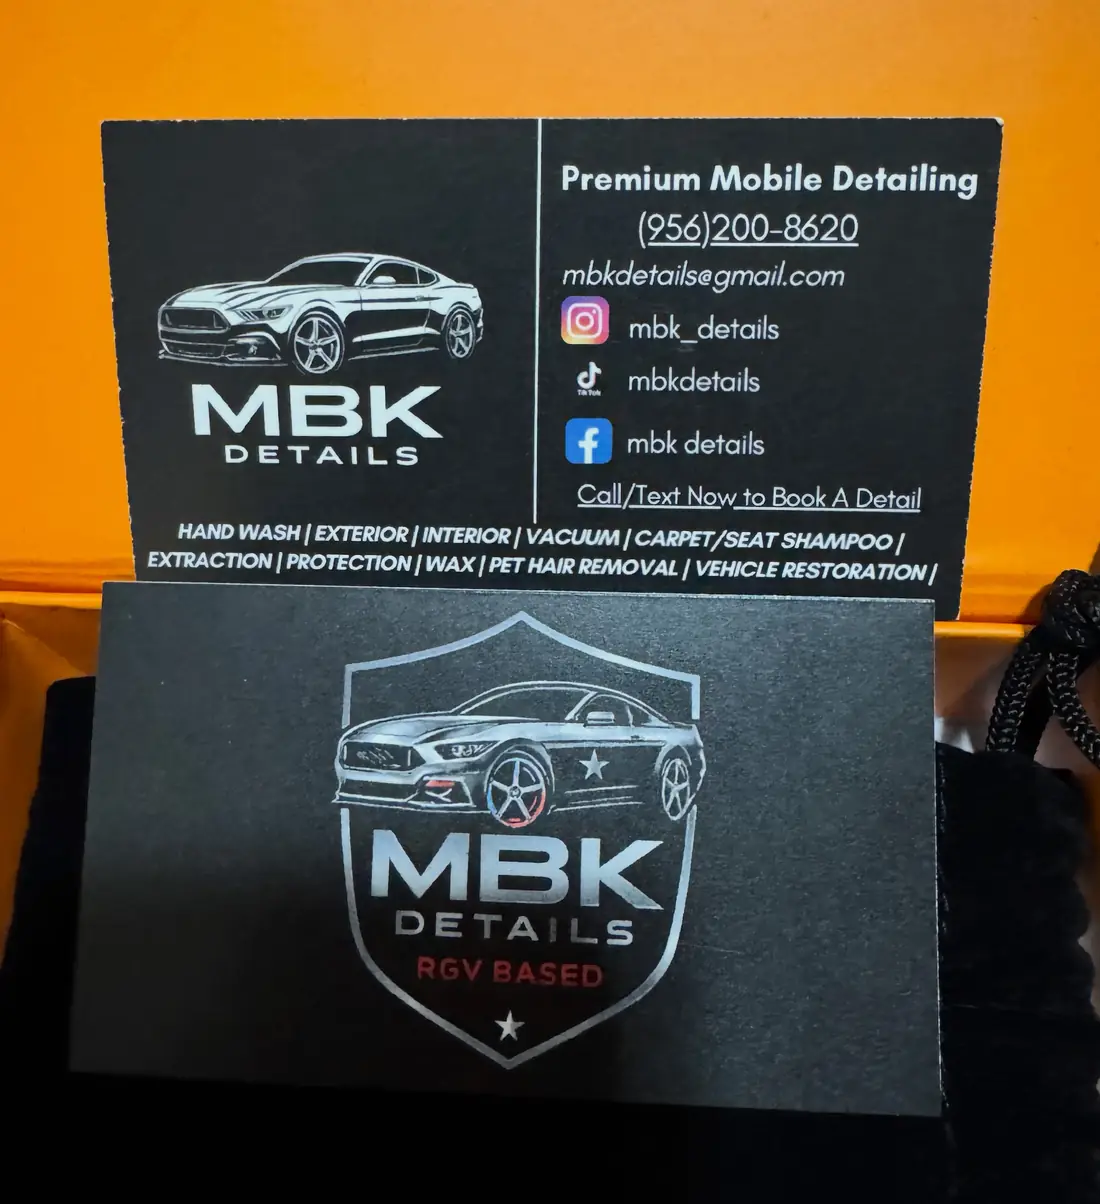 Premium Mobile Detailing
(956)200-8620
mbkdetails@gmail.com
mbk_details
TikTok
mbkdetails
mbk details
Call/Text Now to Book A Detail
MBK
DETAILS
HAND WASH | EXTERIOR | INTERIOR | VACUUM | CARPET/SEAT SHAMPOO |
EXTRACTION | PROTECTION | WAX | PET HAIR REMOVAL | VEHICLE RESTORATION |
MBK
DETAILS
RGV BASED